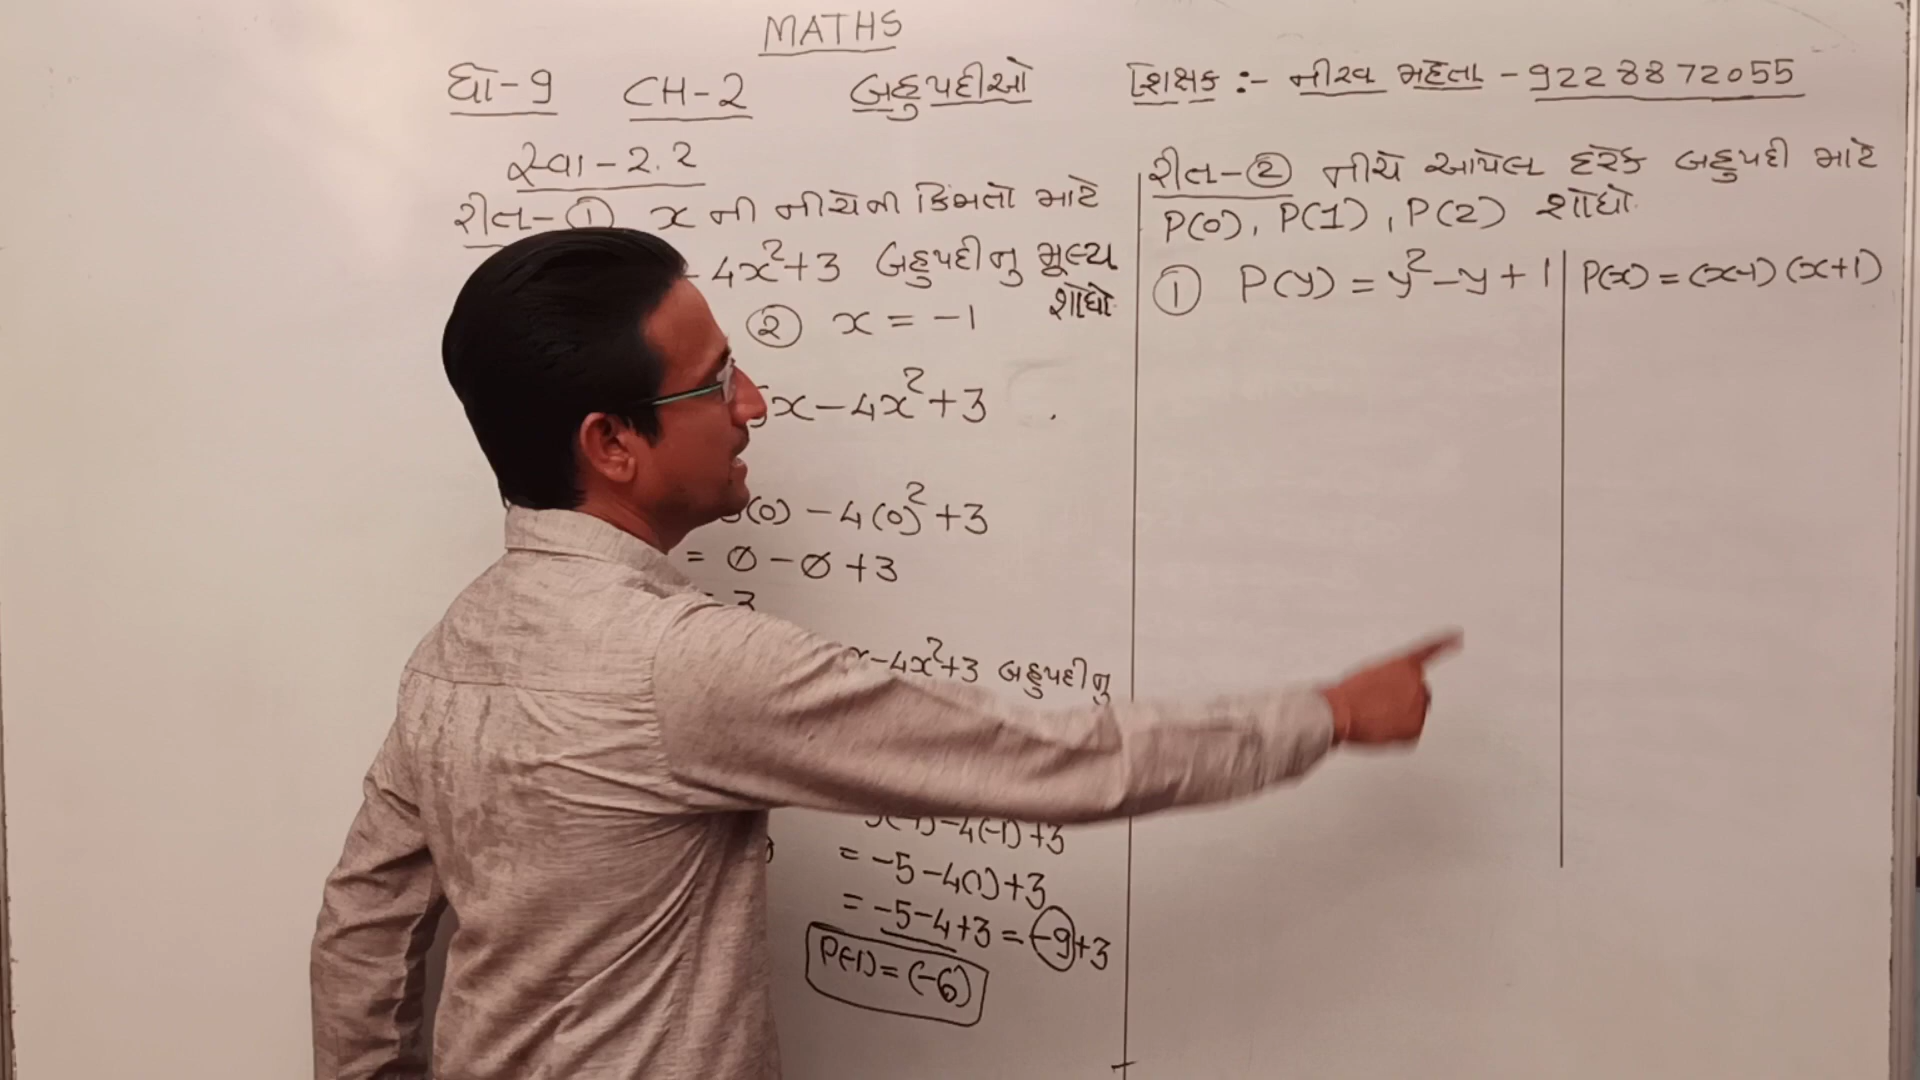 MATHS
ધો-9 CH-2 બહુપદીઓ શિક્ષક :- નીરવ મહેતા - 9228872055
સ્વા-2.2
રીત-① x ની નીચેની કિંમતો માટે
- 4x²+3 બહુપદીનુ મૂલ્ય
શોધો.
② x = -1
5x-4x²+3
(0) - 4(0)²+3
= 0 - 0 + 3
= 3
x-4x²+3 બહુપદીનુ
5(-1)-4(-1)+3
= -5-4(1)+3
= -5-4+3 = -9+3
P(-1) = (-6)
રીત-② નીચે આપેલ દરેક બહુપદી માટે
P(0), P(1), P(2) શોધો.
① P(y) = y²-y+1
P(x) = (x-1) (x+1)